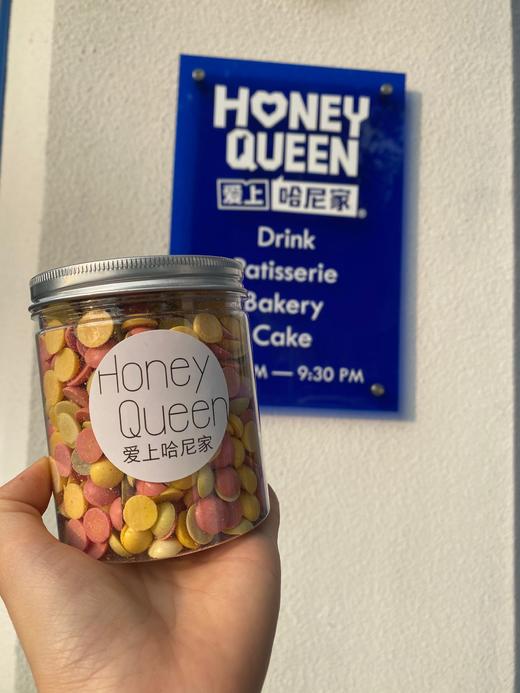 HONEY
QUEEN
爱上 哈尼家®
Drink
Patisserie
Bakery
Cake
M — 9:30 PM
Honey
Queen
爱上哈尼家